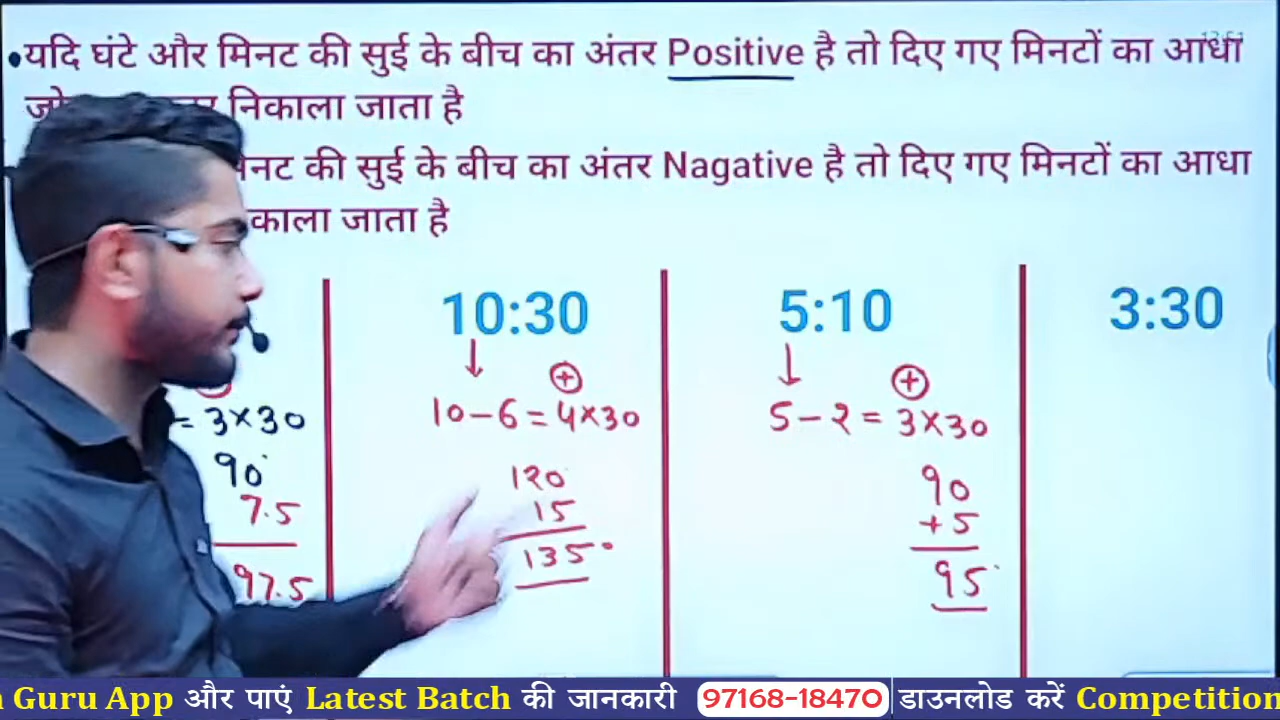 •यदि घंटे और मिनट की सुई के बीच का अंतर Positive है तो दिए गए मिनटों का आधा
निकाला जाता है
मिनट की सुई के बीच का अंतर Nagative है तो दिए गए मिनटों का आधा
निकाला जाता है
10:30
5:10
3:30
= 3×30
90°
7.5
97.5
10-6 = 4×30
+
120
15
135°
5-2 = 3×30
+
90
+5
95°
Guru App और पाएं Latest Batch की जानकारी 97168-18470 डाउनलोड करें Competition